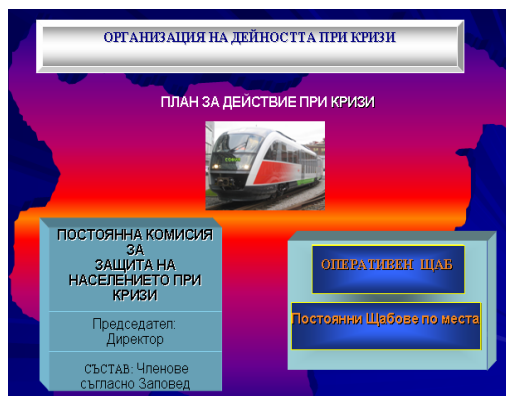 ОРГАНИЗАЦИЯ НА ДЕЙНОСТТА ПРИ КРИЗИ
ПЛАН ЗА ДЕЙСТВИЕ ПРИ КРИЗИ
ПОСТОЯННА КОМИСИЯ
ЗА
ЗАЩИТА НА
НАСЕЛЕНИЕТО ПРИ
КРИЗИ
Председател:
Директор
СЪСТАВ: Членове
съгласно Заповед
ОПЕРАТИВЕН ЩАБ
Постоянни Щабове по места